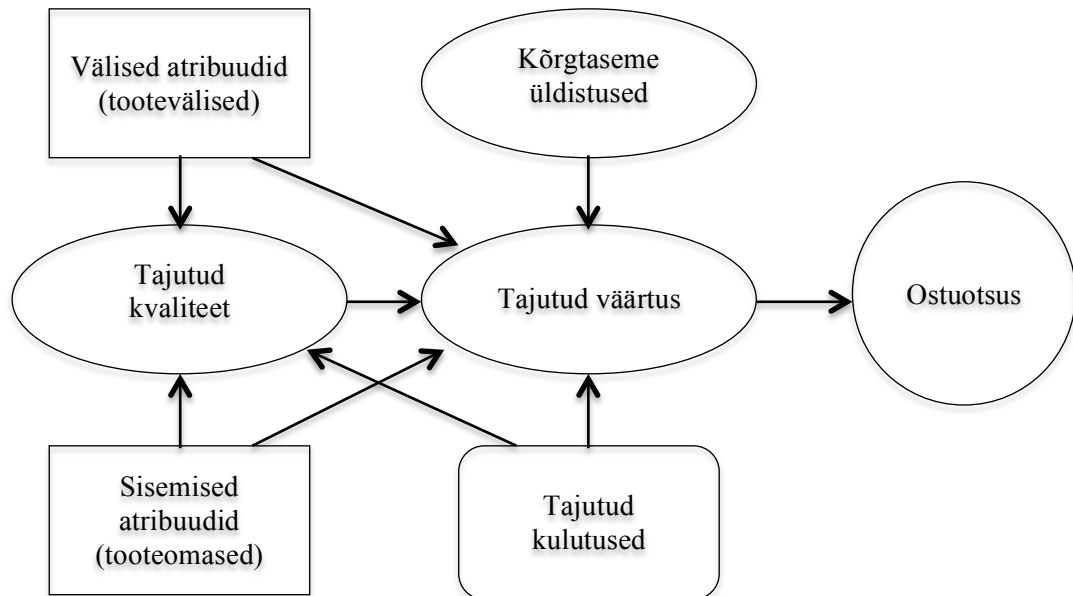 Välised atribuudid
(tootevälised)
Kõrgtaseme
üldistused
Tajutud
kvaliteet
Tajutud väärtus
Ostuotsus
Sisemised
atribuudid
(tooteomased)
Tajutud
kulutused